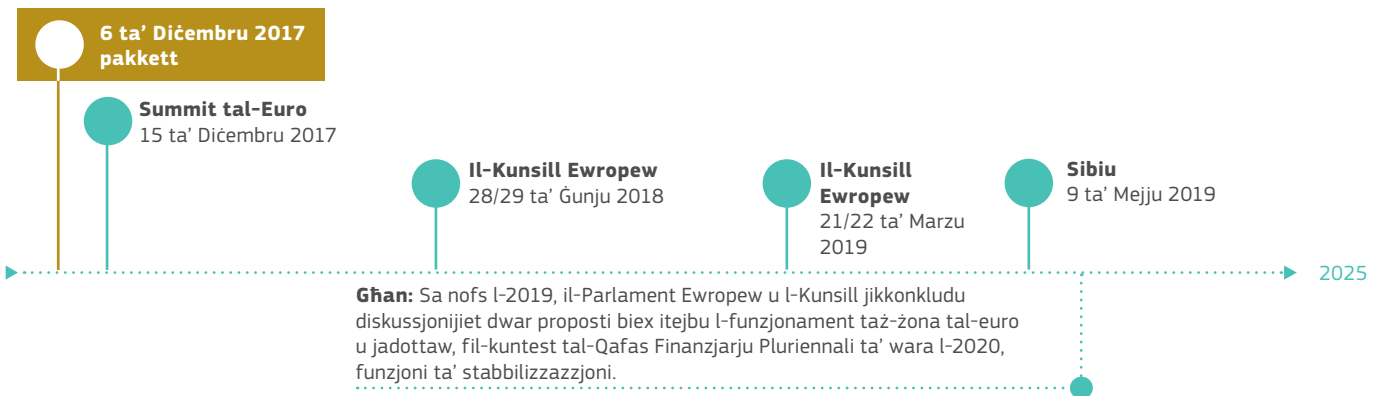 6 ta’ Diċembru 2017
pakkett
Summit tal-Euro
15 ta’ Diċembru 2017
Il-Kunsill Ewropew
28/29 ta’ Ġunju 2018
Il-Kunsill
Ewropew
21/22 ta’ Marzu
2019
Sibiu
9 ta’ Mejju 2019
2025
Għan: Sa nofs l-2019, il-Parlament Ewropew u l-Kunsill jikkonkludu
diskussjonijiet dwar proposti biex itejbu l-funzjonament taż-żona tal-euro
u jadottaw, fil-kuntest tal-Qafas Finanzjarju Pluriennali ta’ wara l-2020,
funzjoni ta’ stabbilizzazzjoni.